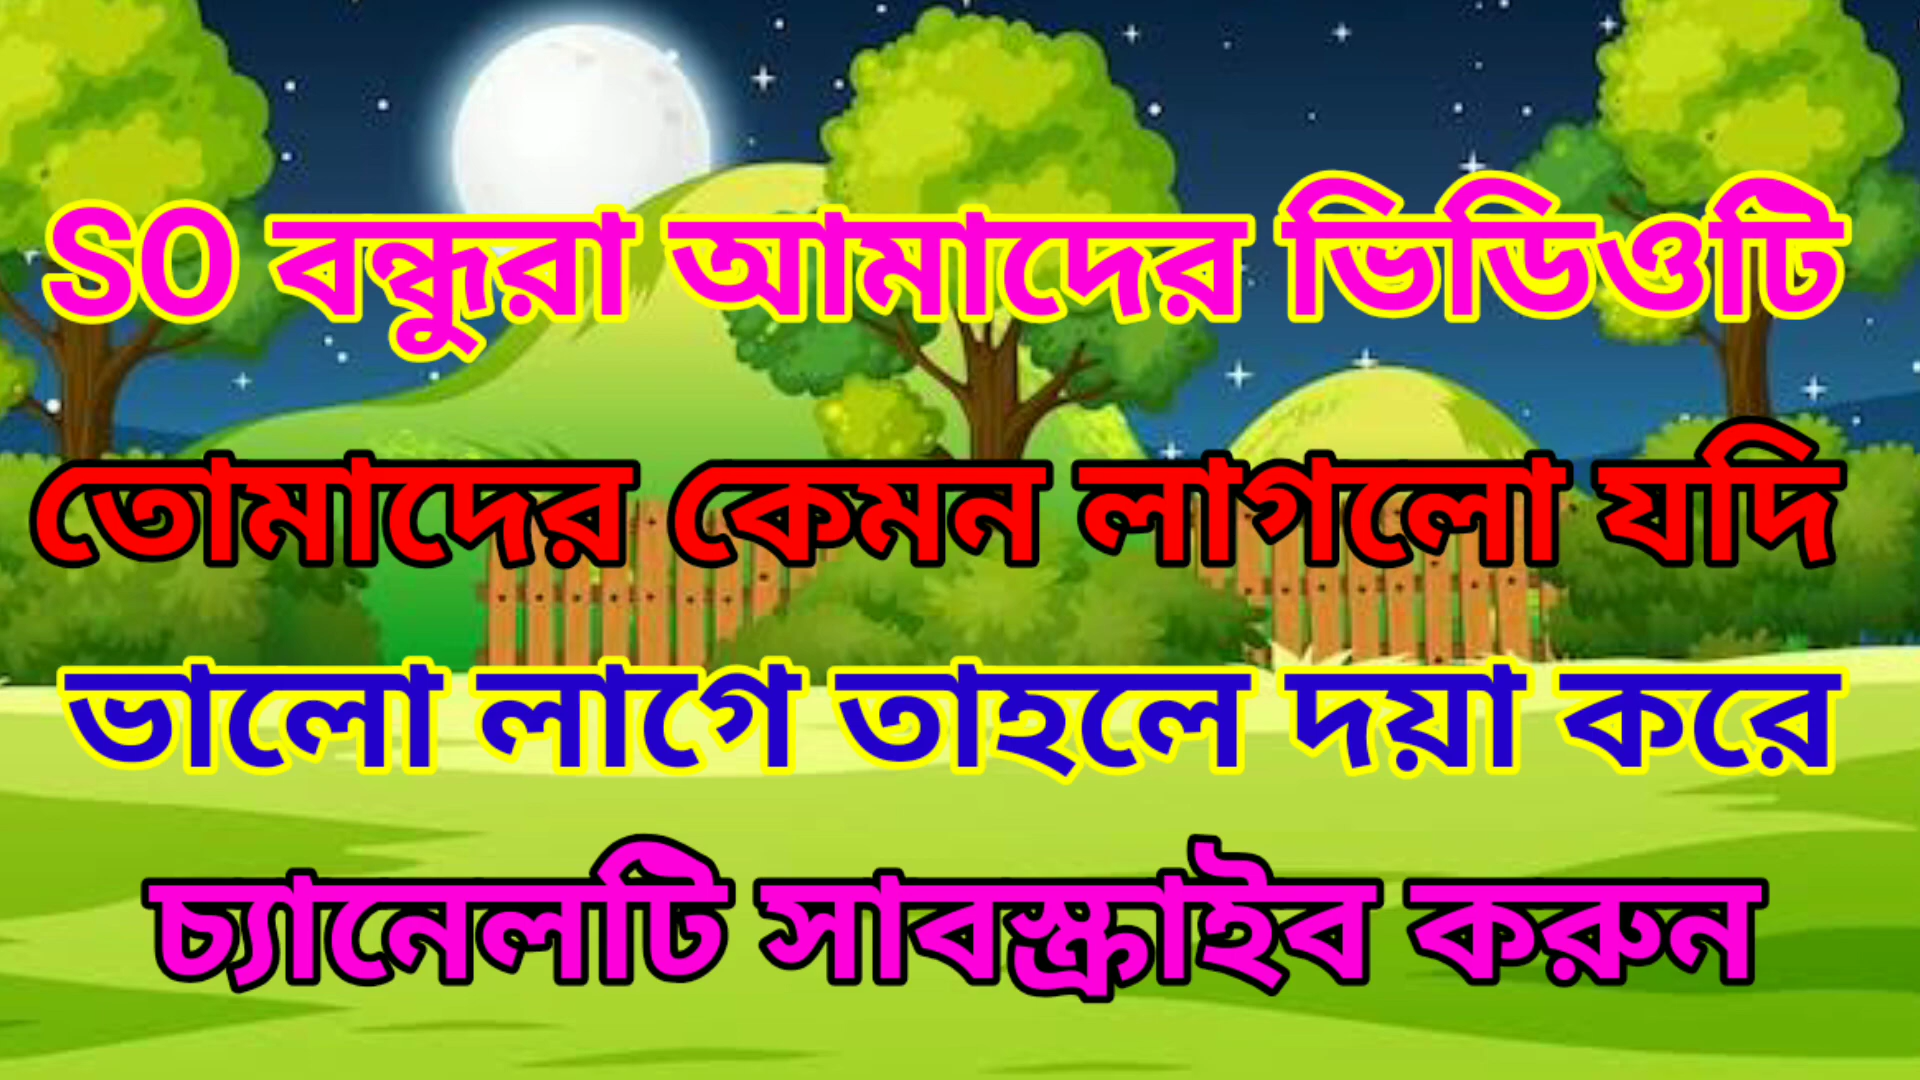 SO বন্ধুরা আমাদের ভিডিওটি
তোমাদের কেমন লাগলো যদি
ভালো লাগে তাহলে দয়া করে
চ্যানেলটি সাবস্ক্রাইব করুন